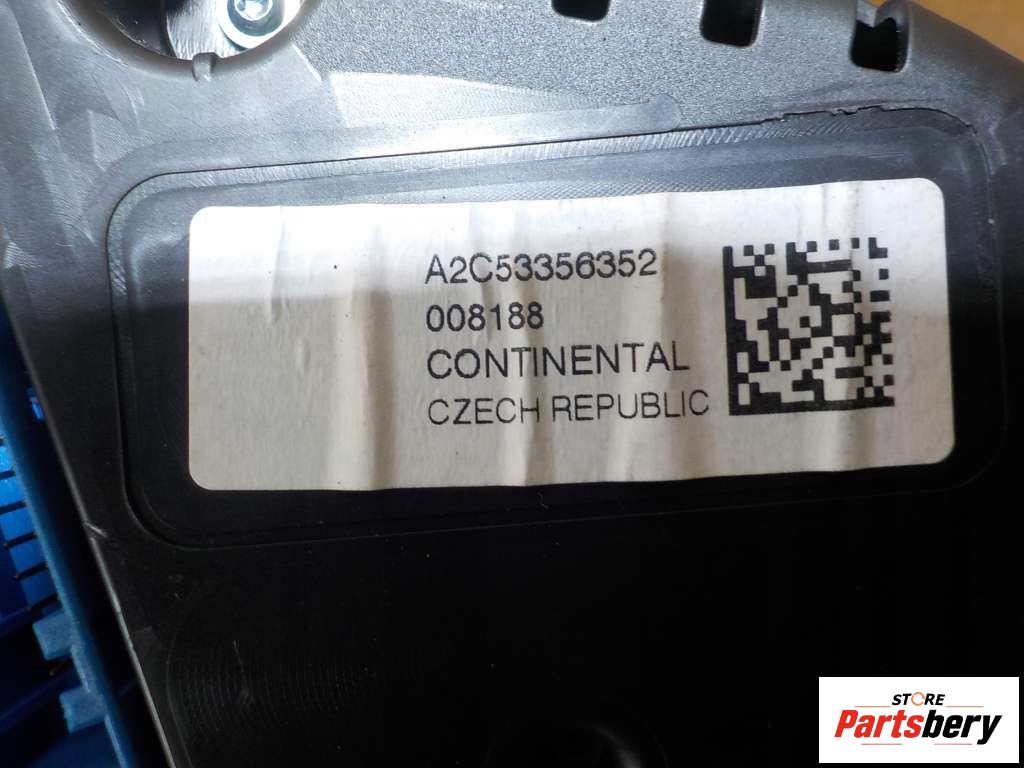 A2C53356352
008188
CONTINENTAL
CZECH REPUBLIC
STORE
Partsbery